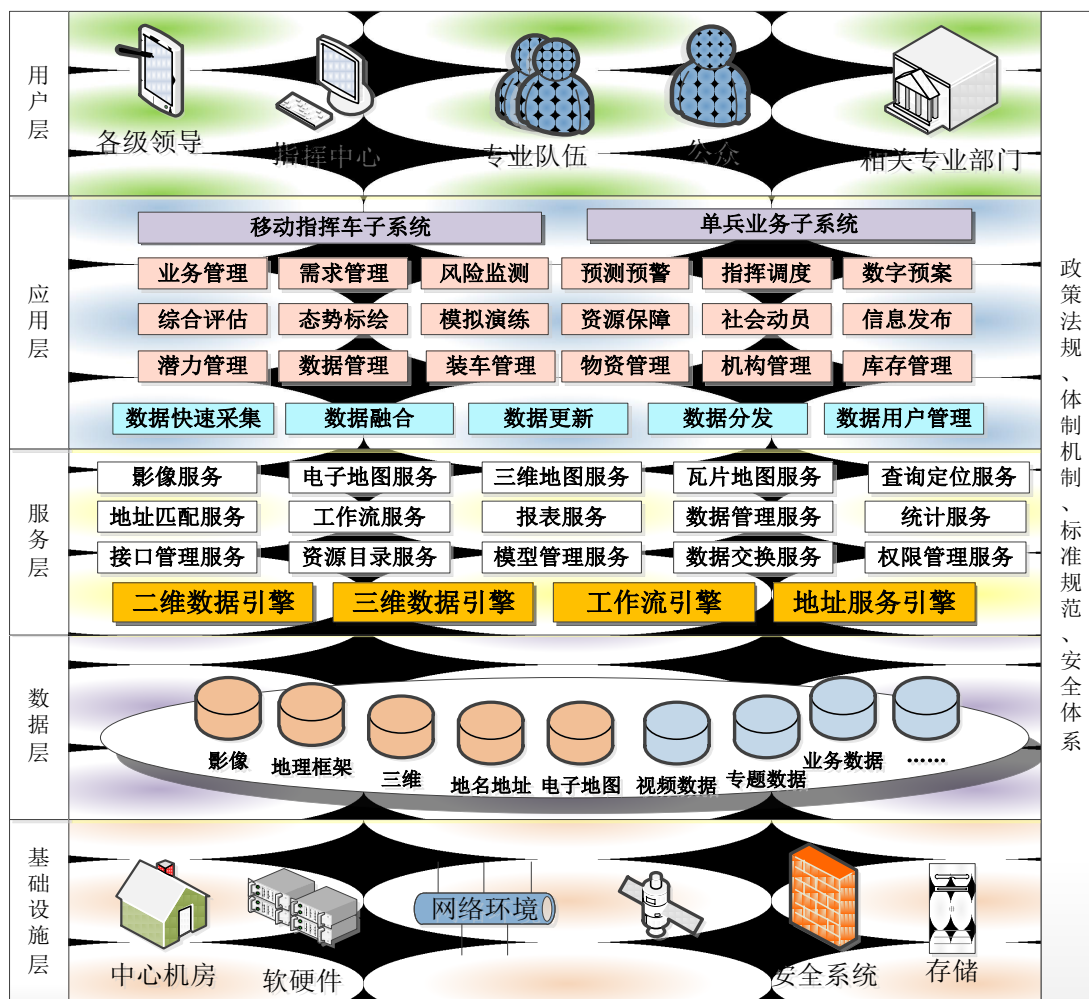 用户层
各级领导
指挥中心
专业队伍
公众
相关专业部门
应用层
移动指挥车子系统
单兵业务子系统
业务管理
需求管理
风险监测
预测预警
指挥调度
数字预案
综合评估
态势标绘
模拟演练
资源保障
社会动员
信息发布
潜力管理
数据管理
装车管理
物资管理
机构管理
库存管理
数据快速采集
数据融合
数据更新
数据分发
数据用户管理
服务层
影像服务
电子地图服务
三维地图服务
瓦片地图服务
查询定位服务
地址匹配服务
工作流服务
报表服务
数据管理服务
统计服务
接口管理服务
资源目录服务
模型管理服务
数据交换服务
权限管理服务
二维数据引擎
三维数据引擎
工作流引擎
地址服务引擎
数据层
影像
地理框架
三维
地名地址
电子地图
视频数据
专题数据
业务数据
……
基础设施层
中心机房
软硬件
网络环境
安全系统
存储
政策法规、体制机制、标准规范、安全体系